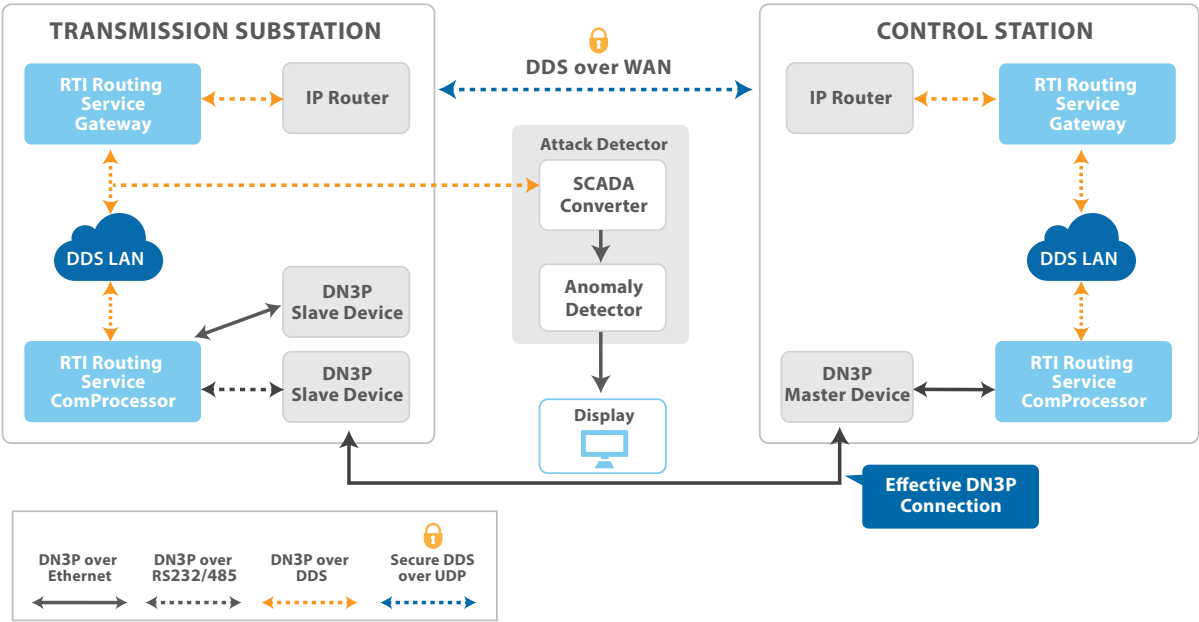 TRANSMISSION SUBSTATION
RTI Routing
Service
Gateway
IP Router
DDS LAN
DN3P
Slave Device
RTI Routing
Service
ComProcessor
DN3P
Slave Device
DDS over WAN
Attack Detector
SCADA
Converter
Anomaly
Detector
Display
CONTROL STATION
IP Router
RTI Routing
Service
Gateway
DDS LAN
DN3P
Master Device
RTI Routing
Service
ComProcessor
Effective DN3P
Connection
DN3P over
Ethernet
DN3P over
RS232/485
DN3P over
DDS
Secure DDS
over UDP